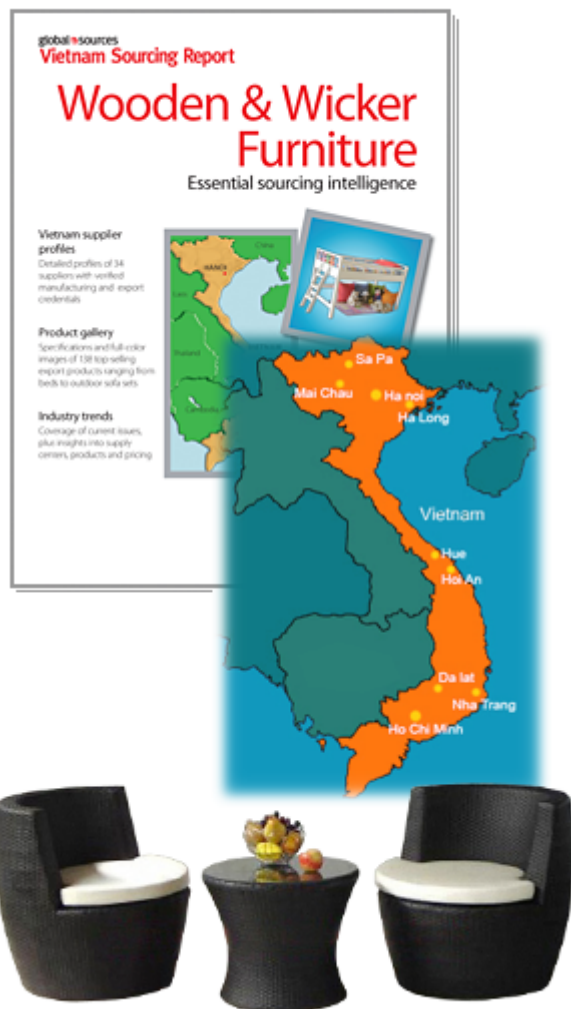 global sources
Vietnam Sourcing Report
Wooden & Wicker
Furniture
Essential sourcing intelligence
Vietnam supplier
profiles
Detailed profiles of 34
suppliers with verified
manufacturing and export
credentials
Product gallery
Specifications and full-color
images of 138 top-selling
export products ranging from
beds to outdoor sofa sets
Industry trends
Coverage of current issues,
plus insights into supply
centers, products and pricing
China
HANOI
Laos
Thailand
Cambodia
Sa Pa
Mai Chau
Ha noi
Ha Long
Vietnam
Hue
Hoi An
Da lat
Nha Trang
Ho Chi Minh